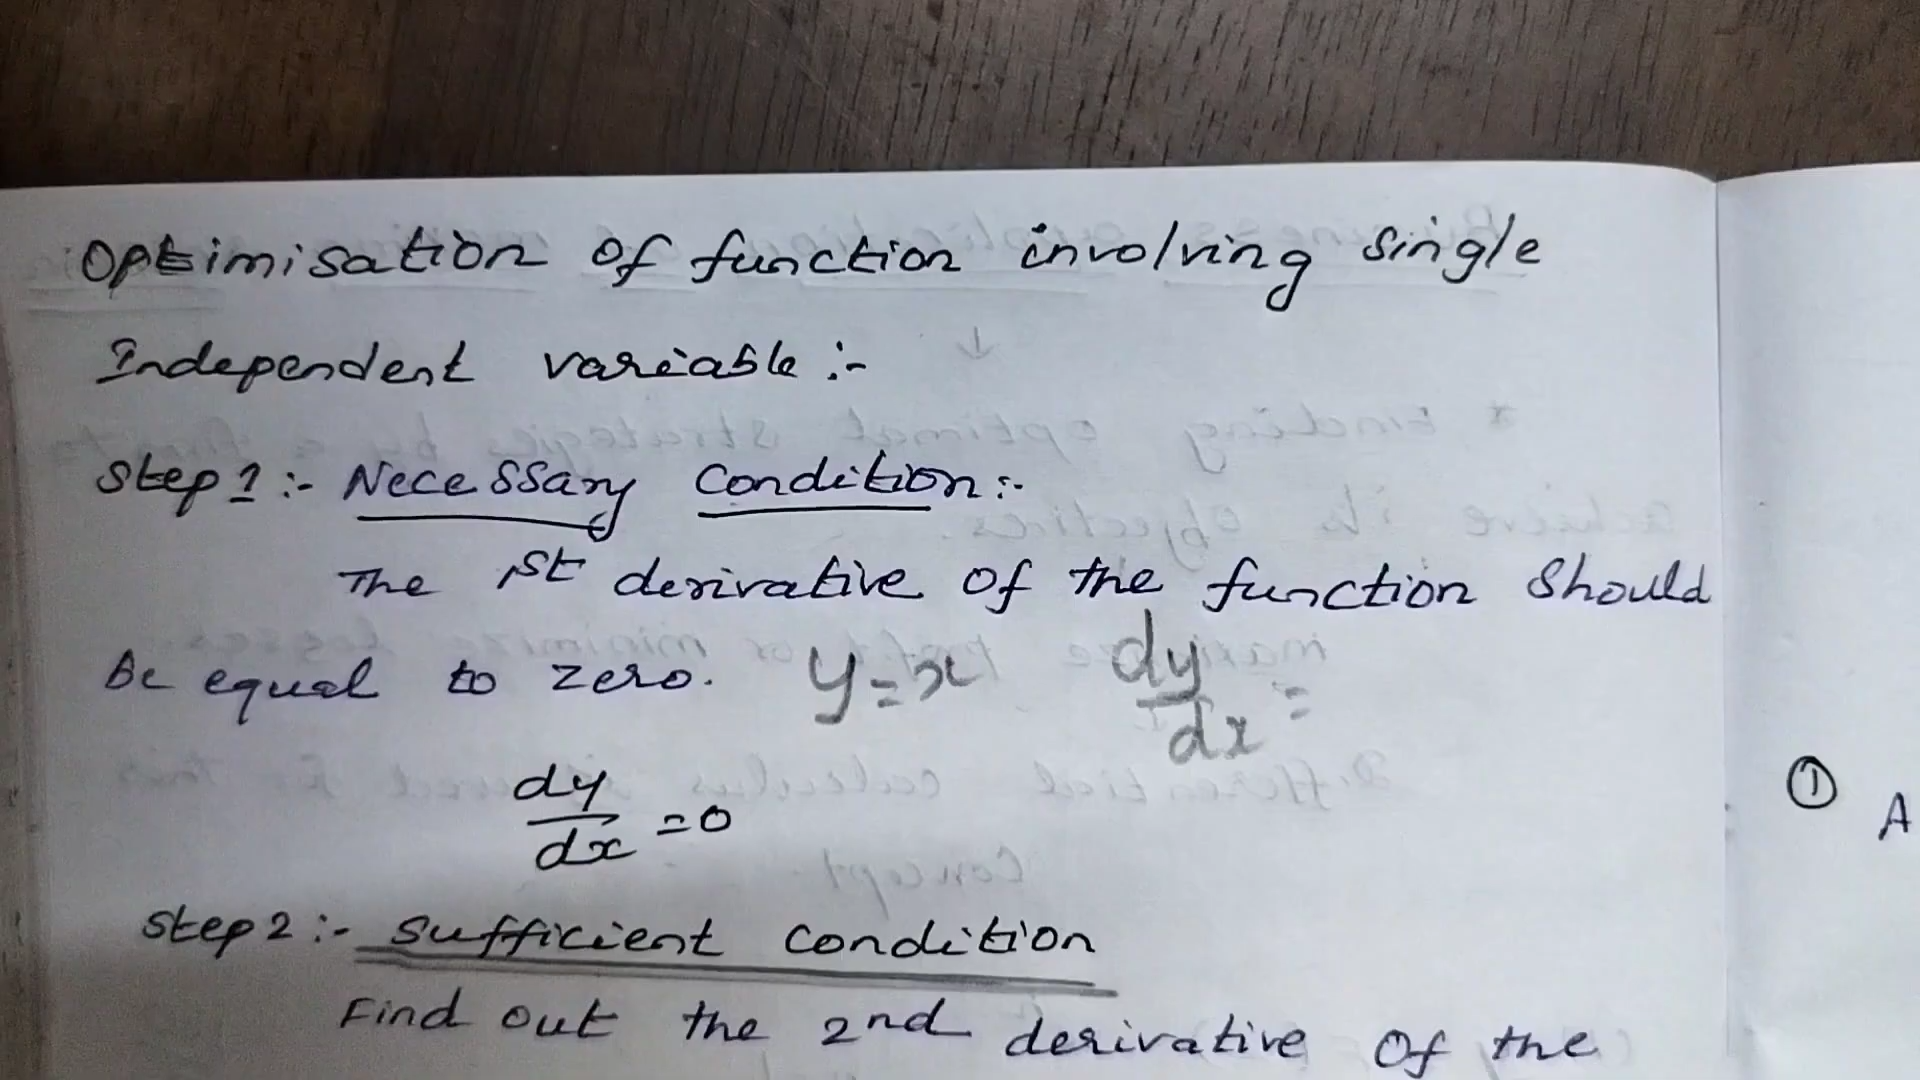 Optimisation of function involving single
Independent variable :-
Step 1 :- Necessary Condition :-
The 1st derivative of the function should
be equal to zero. y = x dy/dx =
dy/dx = 0
Step 2 :- Sufficient condition
Find out the 2nd derivative of the
① A